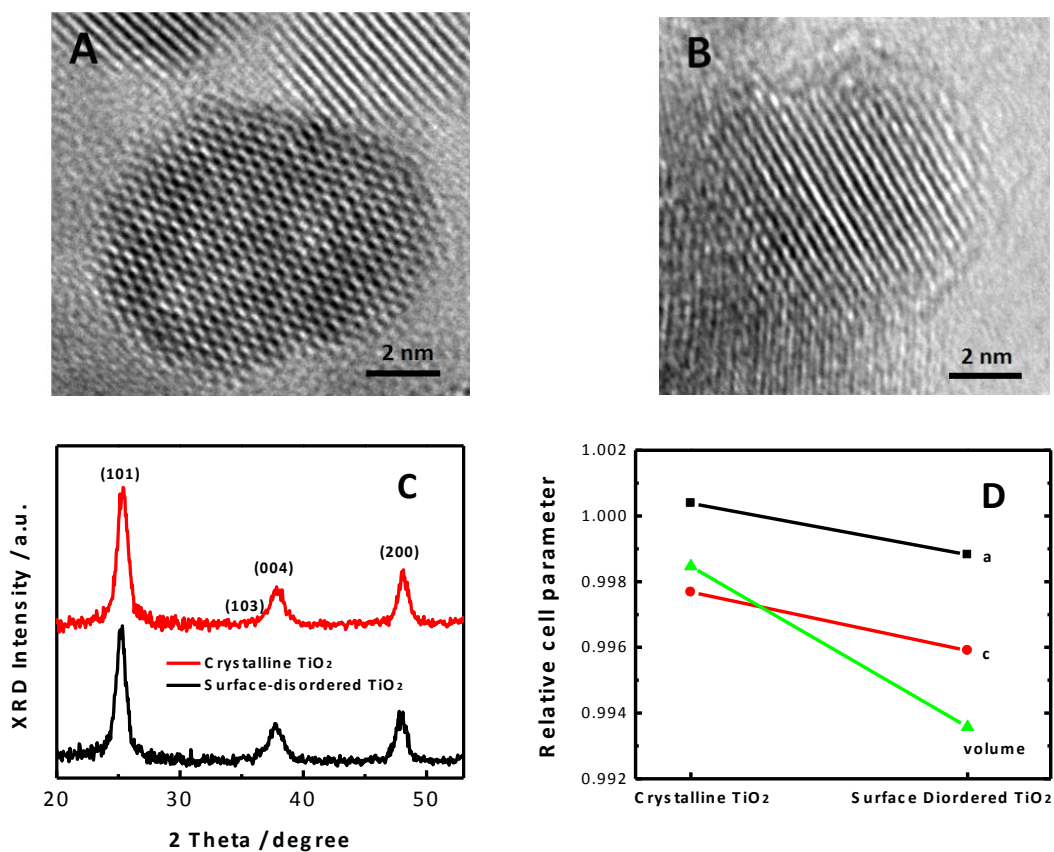 A
2 nm
B
2 nm
XRD Intensity /a.u.
(101)
(103)
(004)
(200)
C
Crystalline TiO₂
Surface-disordered TiO₂
20
30
40
50
2 Theta /degree
Relative cell parameter
1.002
1.000
0.998
0.996
0.994
0.992
D
a
c
volume
Crystalline TiO₂
Surface Diordered TiO₂